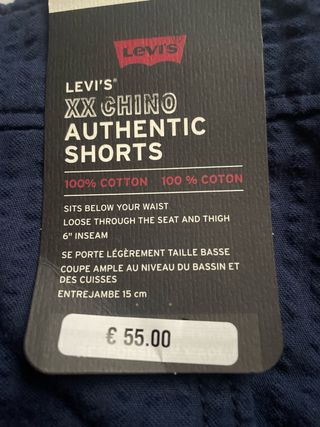 Levi's
LEVI'S®
XX CHINO
AUTHENTIC
SHORTS
100% COTTON 100 % COTON
SITS BELOW YOUR WAIST
LOOSE THROUGH THE SEAT AND THIGH
6" INSEAM
SE PORTE LÉGÈREMENT TAILLE BASSE
COUPE AMPLE AU NIVEAU DU BASSIN ET
DES CUISSES
ENTREJAMBE 15 cm
€ 55.00